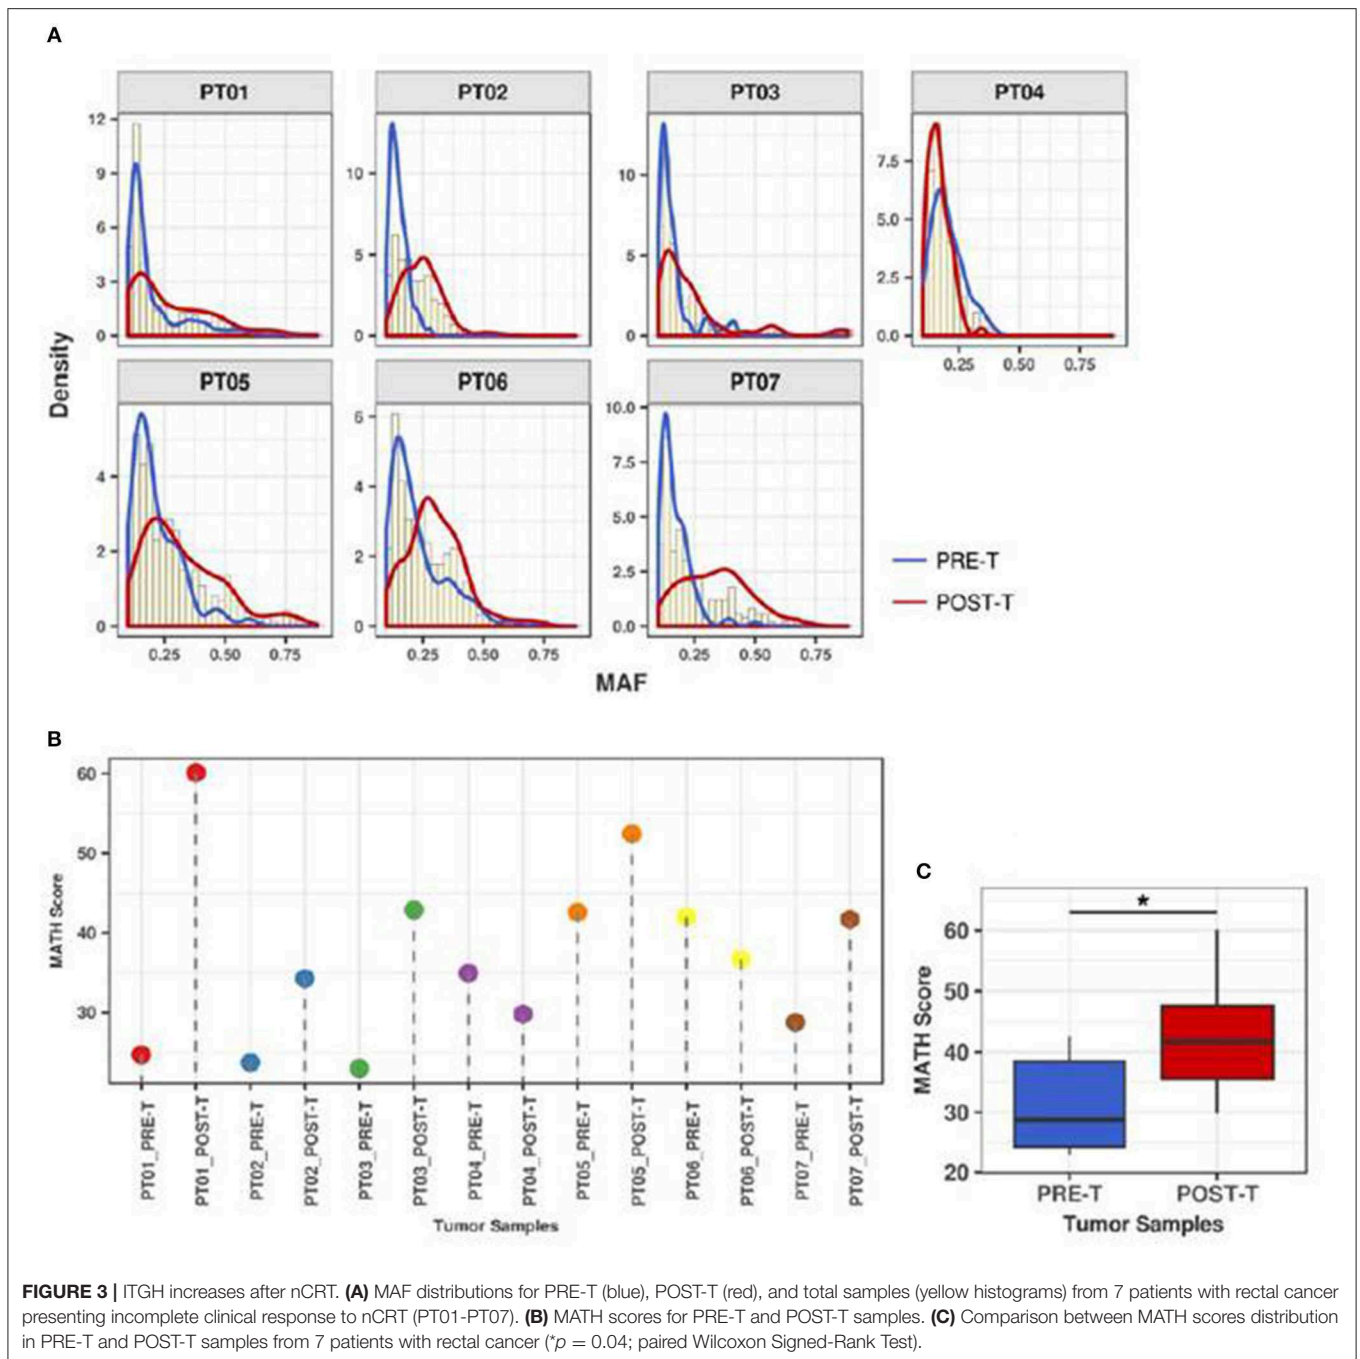 A
PT01
PT02
PT03
PT04
12
9
6
3
0
10
5
0
10
5
0
7.5
5.0
2.5
0.0
0.25 0.50 0.75
Density
PT05
PT06
PT07
4
2
0
6
4
2
0
10.0
7.5
5.0
2.5
0.0
0.25 0.50 0.75
0.25 0.50 0.75
0.25 0.50 0.75
MAF
PRE-T
POST-T
B
60
50
40
30
MATH Score
PT01_PRE-T
PT01_POST-T
PT02_PRE-T
PT02_POST-T
PT03_PRE-T
PT03_POST-T
PT04_PRE-T
PT04_POST-T
PT05_PRE-T
PT05_POST-T
PT06_PRE-T
PT06_POST-T
PT07_PRE-T
PT07_POST-T
Tumor Samples
C
*
60
50
40
30
20
MATH Score
PRE-T POST-T
Tumor Samples
FIGURE 3 | ITGH increases after nCRT. (A) MAF distributions for PRE-T (blue), POST-T (red), and total samples (yellow histograms) from 7 patients with rectal cancer
presenting incomplete clinical response to nCRT (PT01-PT07). (B) MATH scores for PRE-T and POST-T samples. (C) Comparison between MATH scores distribution
in PRE-T and POST-T samples from 7 patients with rectal cancer (*p = 0.04; paired Wilcoxon Signed-Rank Test).